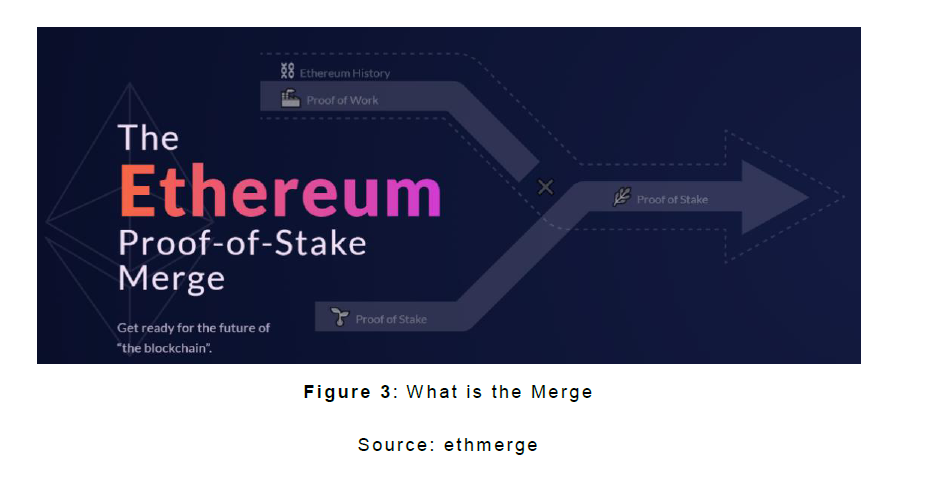 Ethereum History
Proof of Work
The
Ethereum
Proof-of-Stake
Merge
Proof of Stake
Proof of Stake
Get ready for the future of
“the blockchain”.
Figure 3: What is the Merge
Source: ethmerge